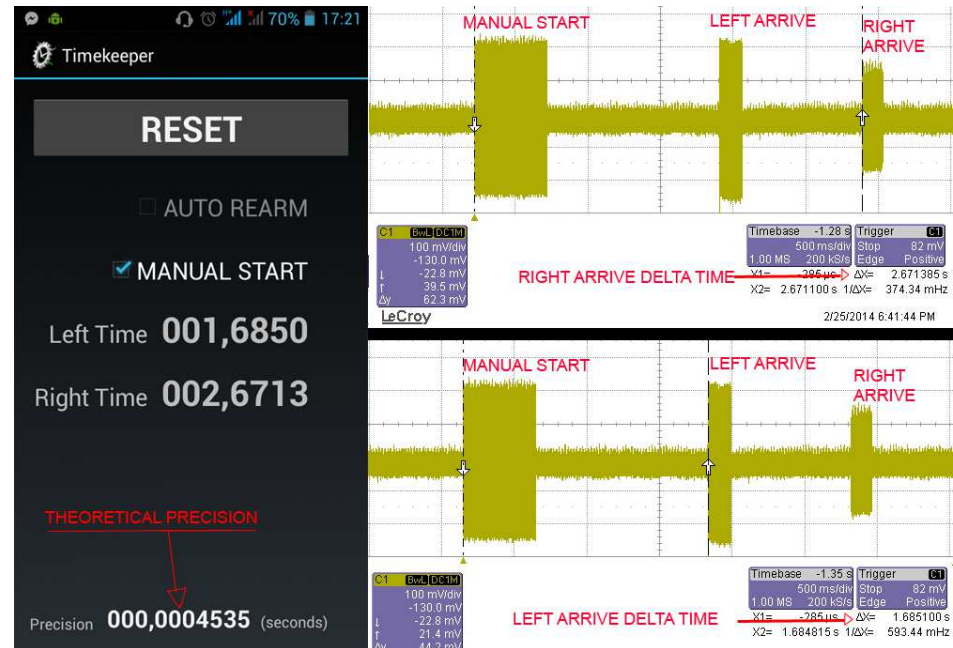 70% 17:21
Timekeeper
RESET
AUTO REARM
MANUAL START
Left Time 001,6850
Right Time 002,6713
THEORETICAL PRECISION
Precision 000,0004535 (seconds)
MANUAL START
LEFT ARRIVE
RIGHT
ARRIVE
C1 BwL DC1M
100 mV/div
-130.0 mV
↓ -22.8 mV
↑ 39.5 mV
Δy 62.3 mV
LeCroy
RIGHT ARRIVE DELTA TIME
Timebase -1.28 s Trigger C1
500 ms/div Stop 82 mV
1.00 MS 200 kS/s Edge Positive
X1= -285 µs ΔX= 2.671385 s
X2= 2.671100 s 1/ΔX= 374.34 mHz
2/25/2014 6:41:44 PM
MANUAL START
LEFT ARRIVE
RIGHT
ARRIVE
C1 BwL DC1M
100 mV/div
-130.0 mV
↓ -22.8 mV
↑ 21.4 mV
Δy 44.2 mV
LEFT ARRIVE DELTA TIME
Timebase -1.35 s Trigger C1
500 ms/div Stop 82 mV
1.00 MS 200 kS/s Edge Positive
X1= -285 µs ΔX= 1.685100 s
X2= 1.684815 s 1/ΔX= 593.44 mHz